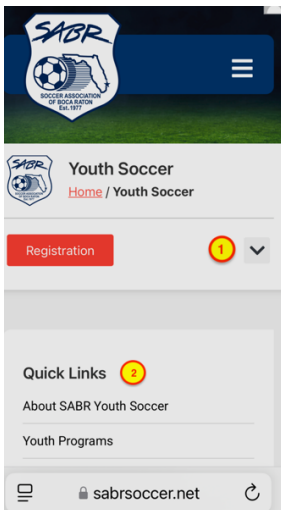 SABR
SOCCER ASSOCIATION
OF BOCA RATON
Est. 1977
SABR
Youth Soccer
Home / Youth Soccer
Registration
1
Quick Links
2
About SABR Youth Soccer
Youth Programs
sabrsoccer.net